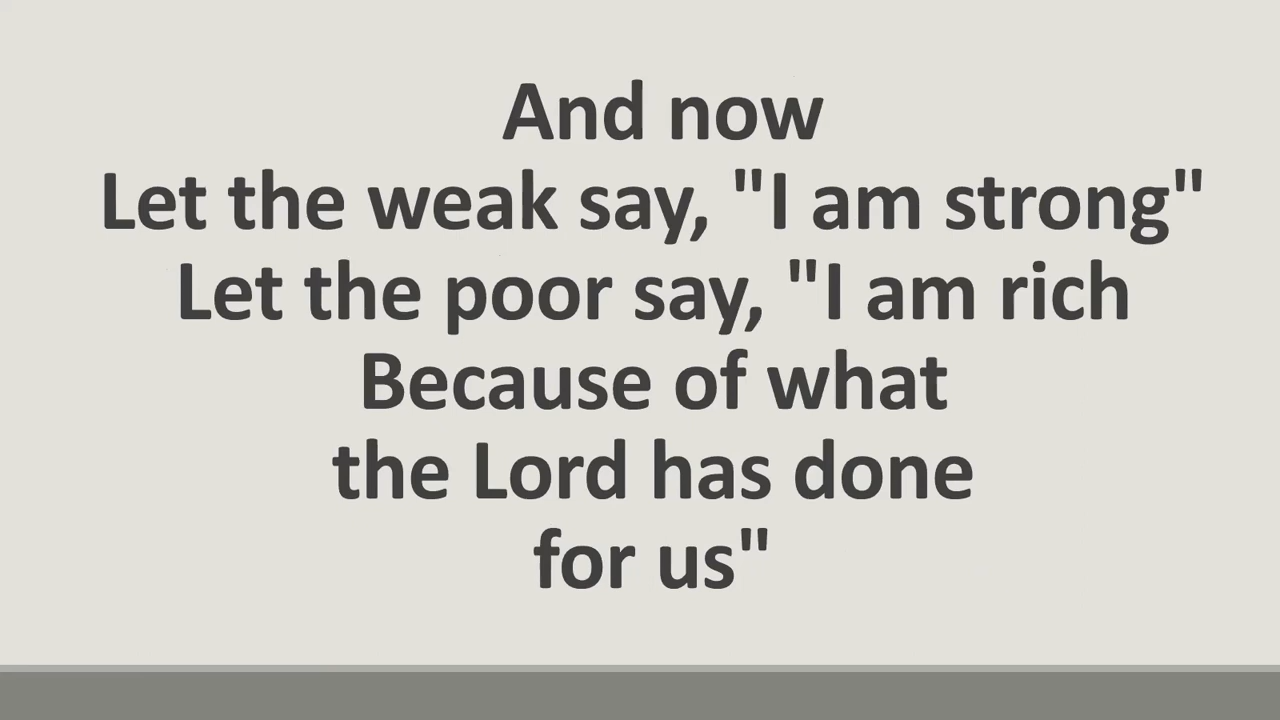 And now
Let the weak say, "I am strong"
Let the poor say, "I am rich
Because of what
the Lord has done
for us"